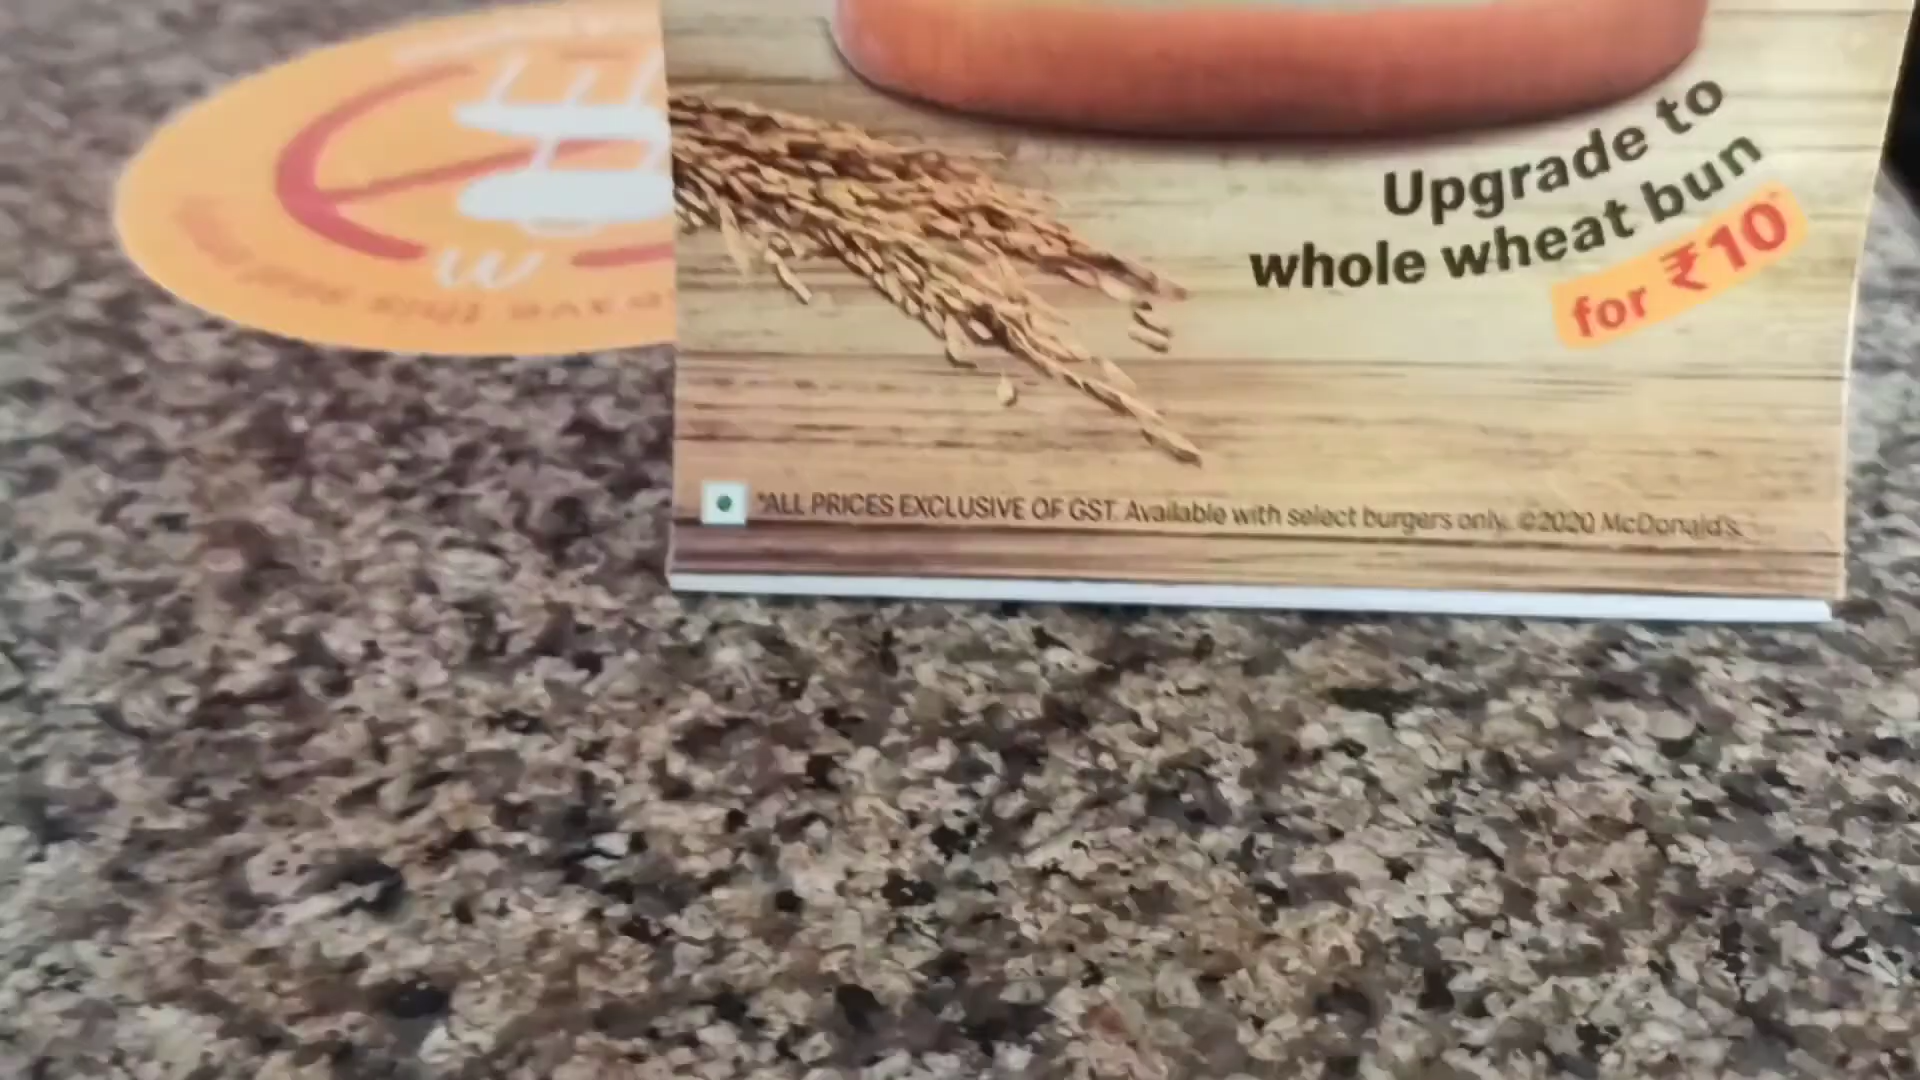 Upgrade to
whole wheat bun
for ₹10*
*ALL PRICES EXCLUSIVE OF GST. Available with select burgers only. ©2020 McDonald's.